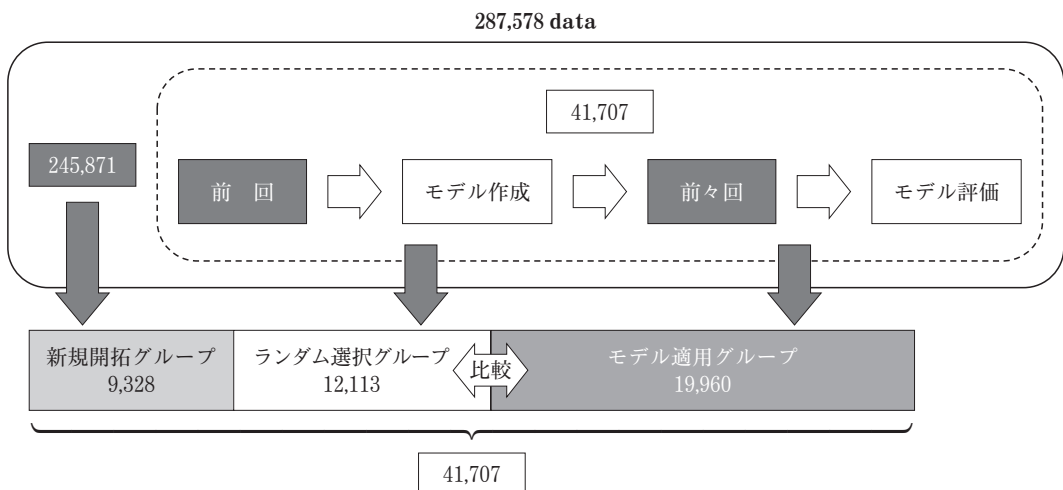 287,578 data
41,707
245,871
前 回
モデル作成
前々回
モデル評価
新規開拓グループ
9,328
ランダム選択グループ
12,113
比較
モデル適用グループ
19,960
41,707